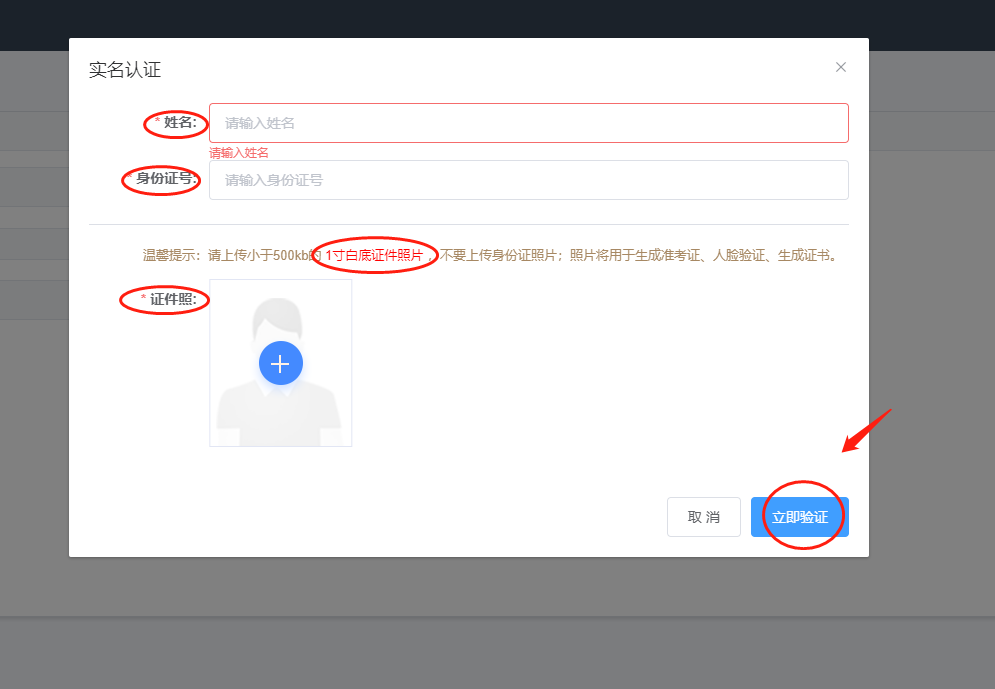 实名认证
* 姓名:
请输入姓名
请输入姓名
* 身份证号:
请输入身份证号
温馨提示：请上传小于500kb的 1寸白底证件照片 ，不要上传身份证照片；照片将用于生成准考证、人脸验证、生成证书。
* 证件照:
取 消
立即验证